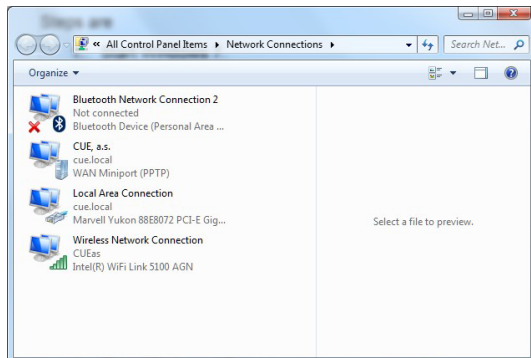 Steps are
All Control Panel Items Network Connections Search Net...
Organize
Bluetooth Network Connection 2
Not connected
Bluetooth Device (Personal Area ...
CUE, a.s.
cue.local
WAN Miniport (PPTP)
Local Area Connection
cue.local
Marvell Yukon 88E8072 PCI-E Gig...
Select a file to preview.
Wireless Network Connection
CUEas
Intel(R) WiFi Link 5100 AGN